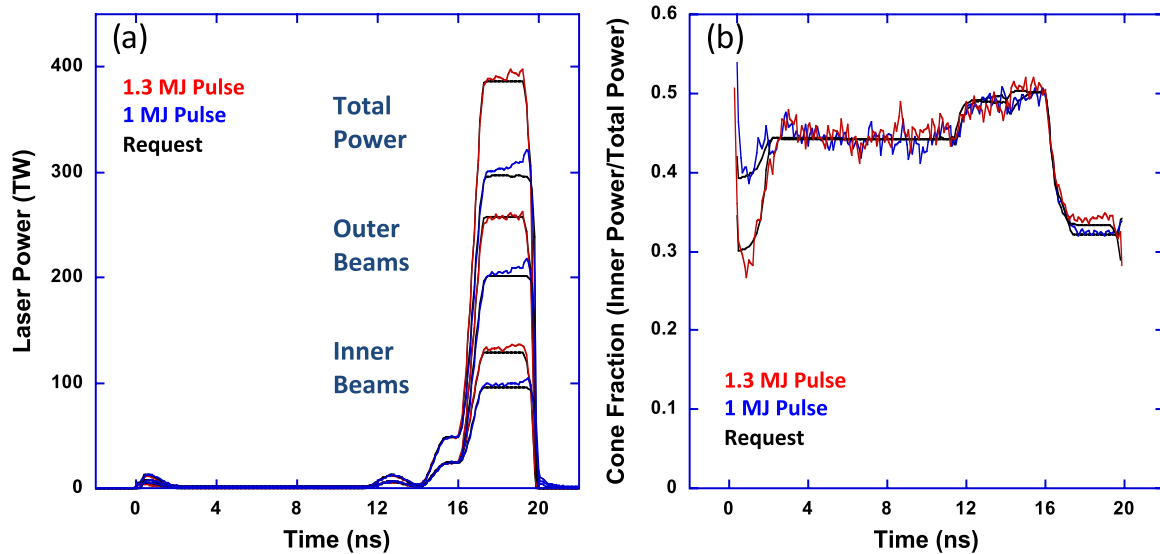 (a)
1.3 MJ Pulse
1 MJ Pulse
Request
Total
Power
Outer
Beams
Inner
Beams
Laser Power (TW)
400
300
200
100
0
0
4
8
12
16
20
Time (ns)
(b)
Cone Fraction (Inner Power/Total Power)
0.6
0.5
0.4
0.3
0.2
0.1
0
1.3 MJ Pulse
1 MJ Pulse
Request
0
4
8
12
16
20
Time (ns)